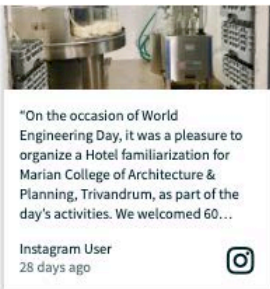 "On the occasion of World
Engineering Day, it was a pleasure to
organize a Hotel familiarization for
Marian College of Architecture &
Planning, Trivandrum, as part of the
day's activities. We welcomed 60...
Instagram User
28 days ago